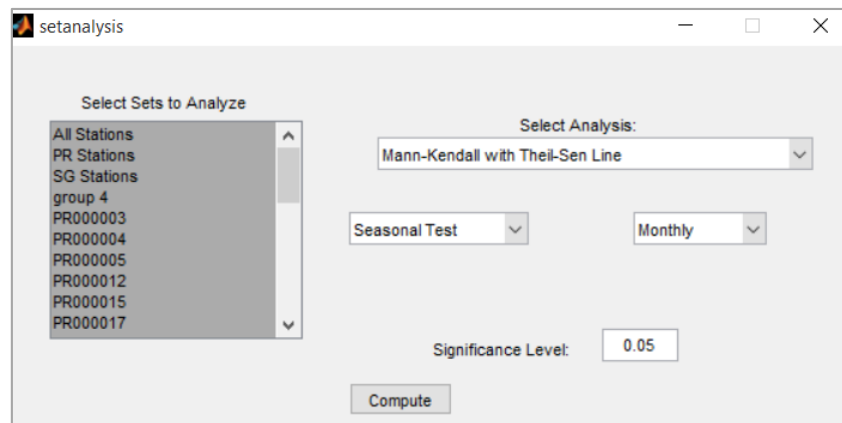 setanalysis
Select Sets to Analyze
All Stations
PR Stations
SG Stations
group 4
PR000003
PR000004
PR000005
PR000012
PR000015
PR000017
Select Analysis:
Mann-Kendall with Theil-Sen Line
Seasonal Test
Monthly
Significance Level:
0.05
Compute